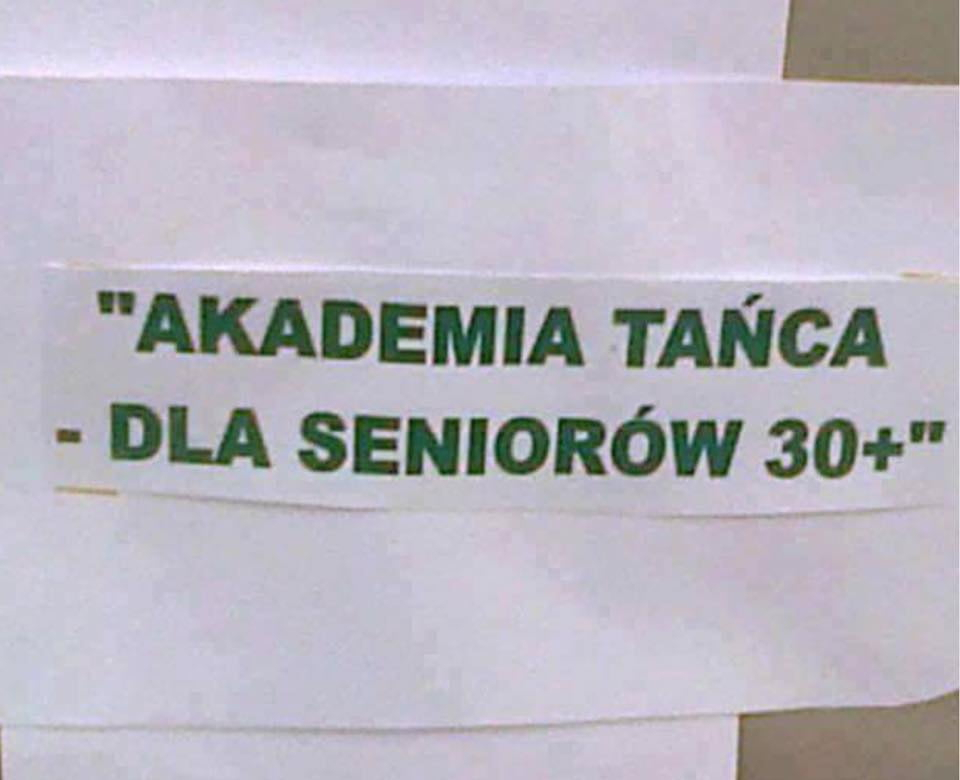 "AKADEMIA TAŃCA
- DLA SENIORÓW 30+"